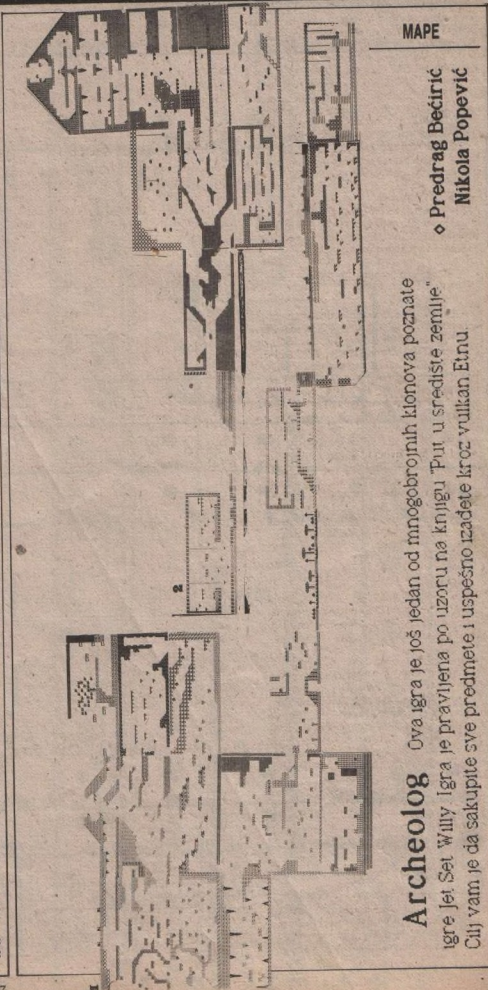 MAPE
◇ Predrag Bećirić
Nikola Popević
2
Archeolog Ova igra je još jedan od mnogobrojnih klonova poznate
igre Jet Set Willy Igra je pravljena po uzoru na knjigu "Put u središte zemlje"
Cilj vam je da sakupite sve predmete i uspešno izađete kroz vulkan Etnu